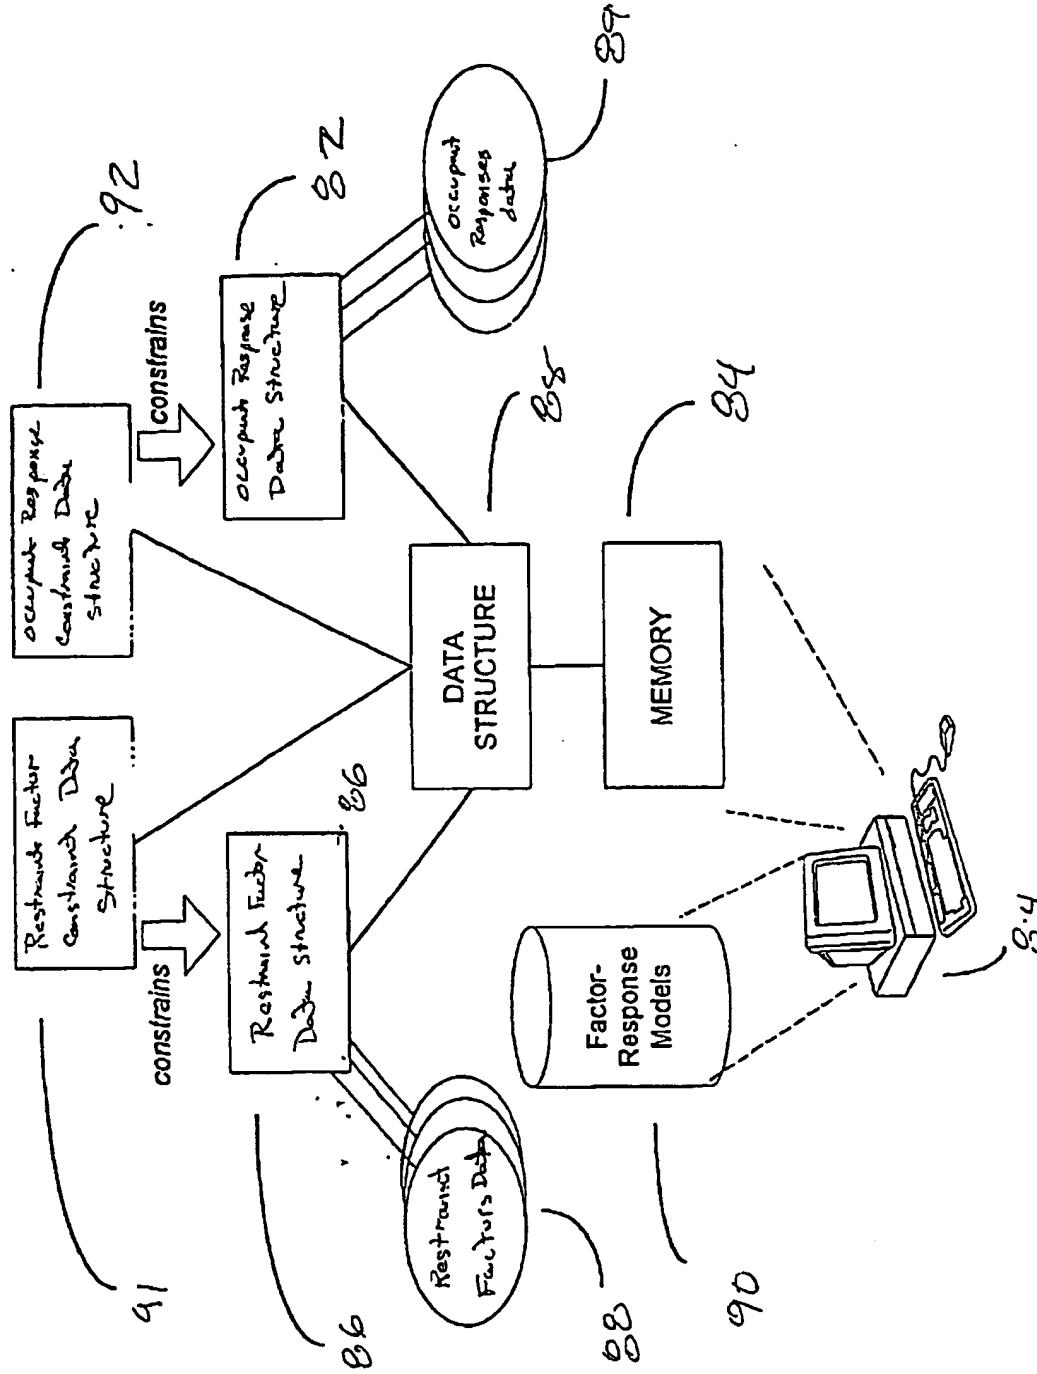 Restraint Factor
Constraint Data
Structure
Occupant Response
Constraint Data
Structure
92
91
constrains
constrains
Restraint Factor
Data Structure
86
86
Occupant Response
Data Structure
82
Restraint
Factors Data
88
Occupant
Responses
data
89
DATA
STRUCTURE
MEMORY
84
Factor-
Response
Models
90